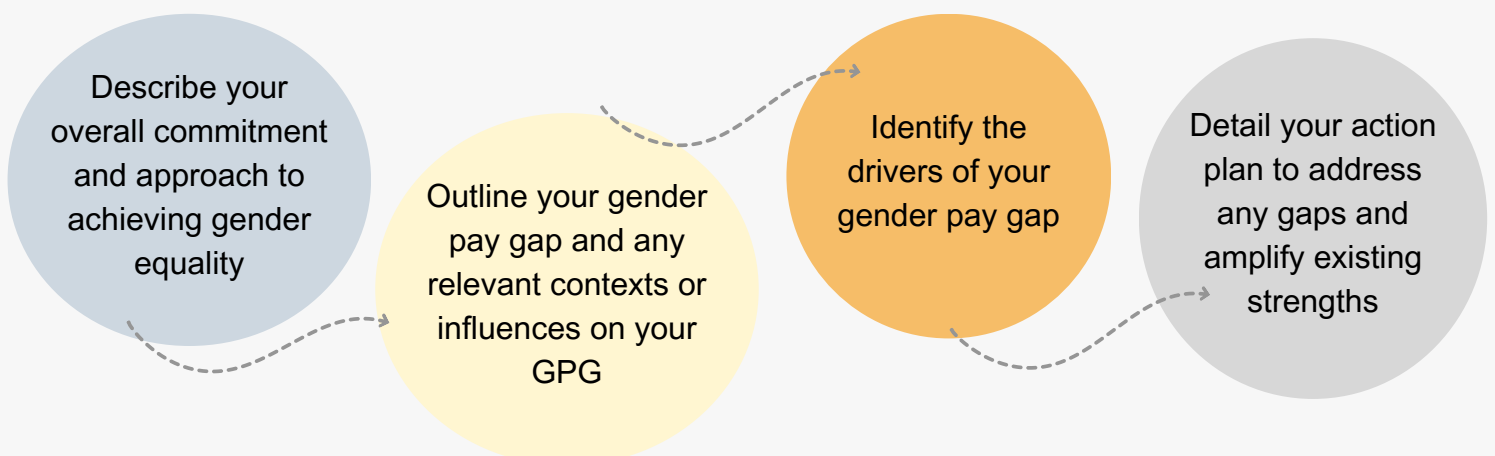 Describe your
overall commitment
and approach to
achieving gender
equality
Outline your gender
pay gap and any
relevant contexts or
influences on your
GPG
Identify the
drivers of your
gender pay gap
Detail your action
plan to address
any gaps and
amplify existing
strengths